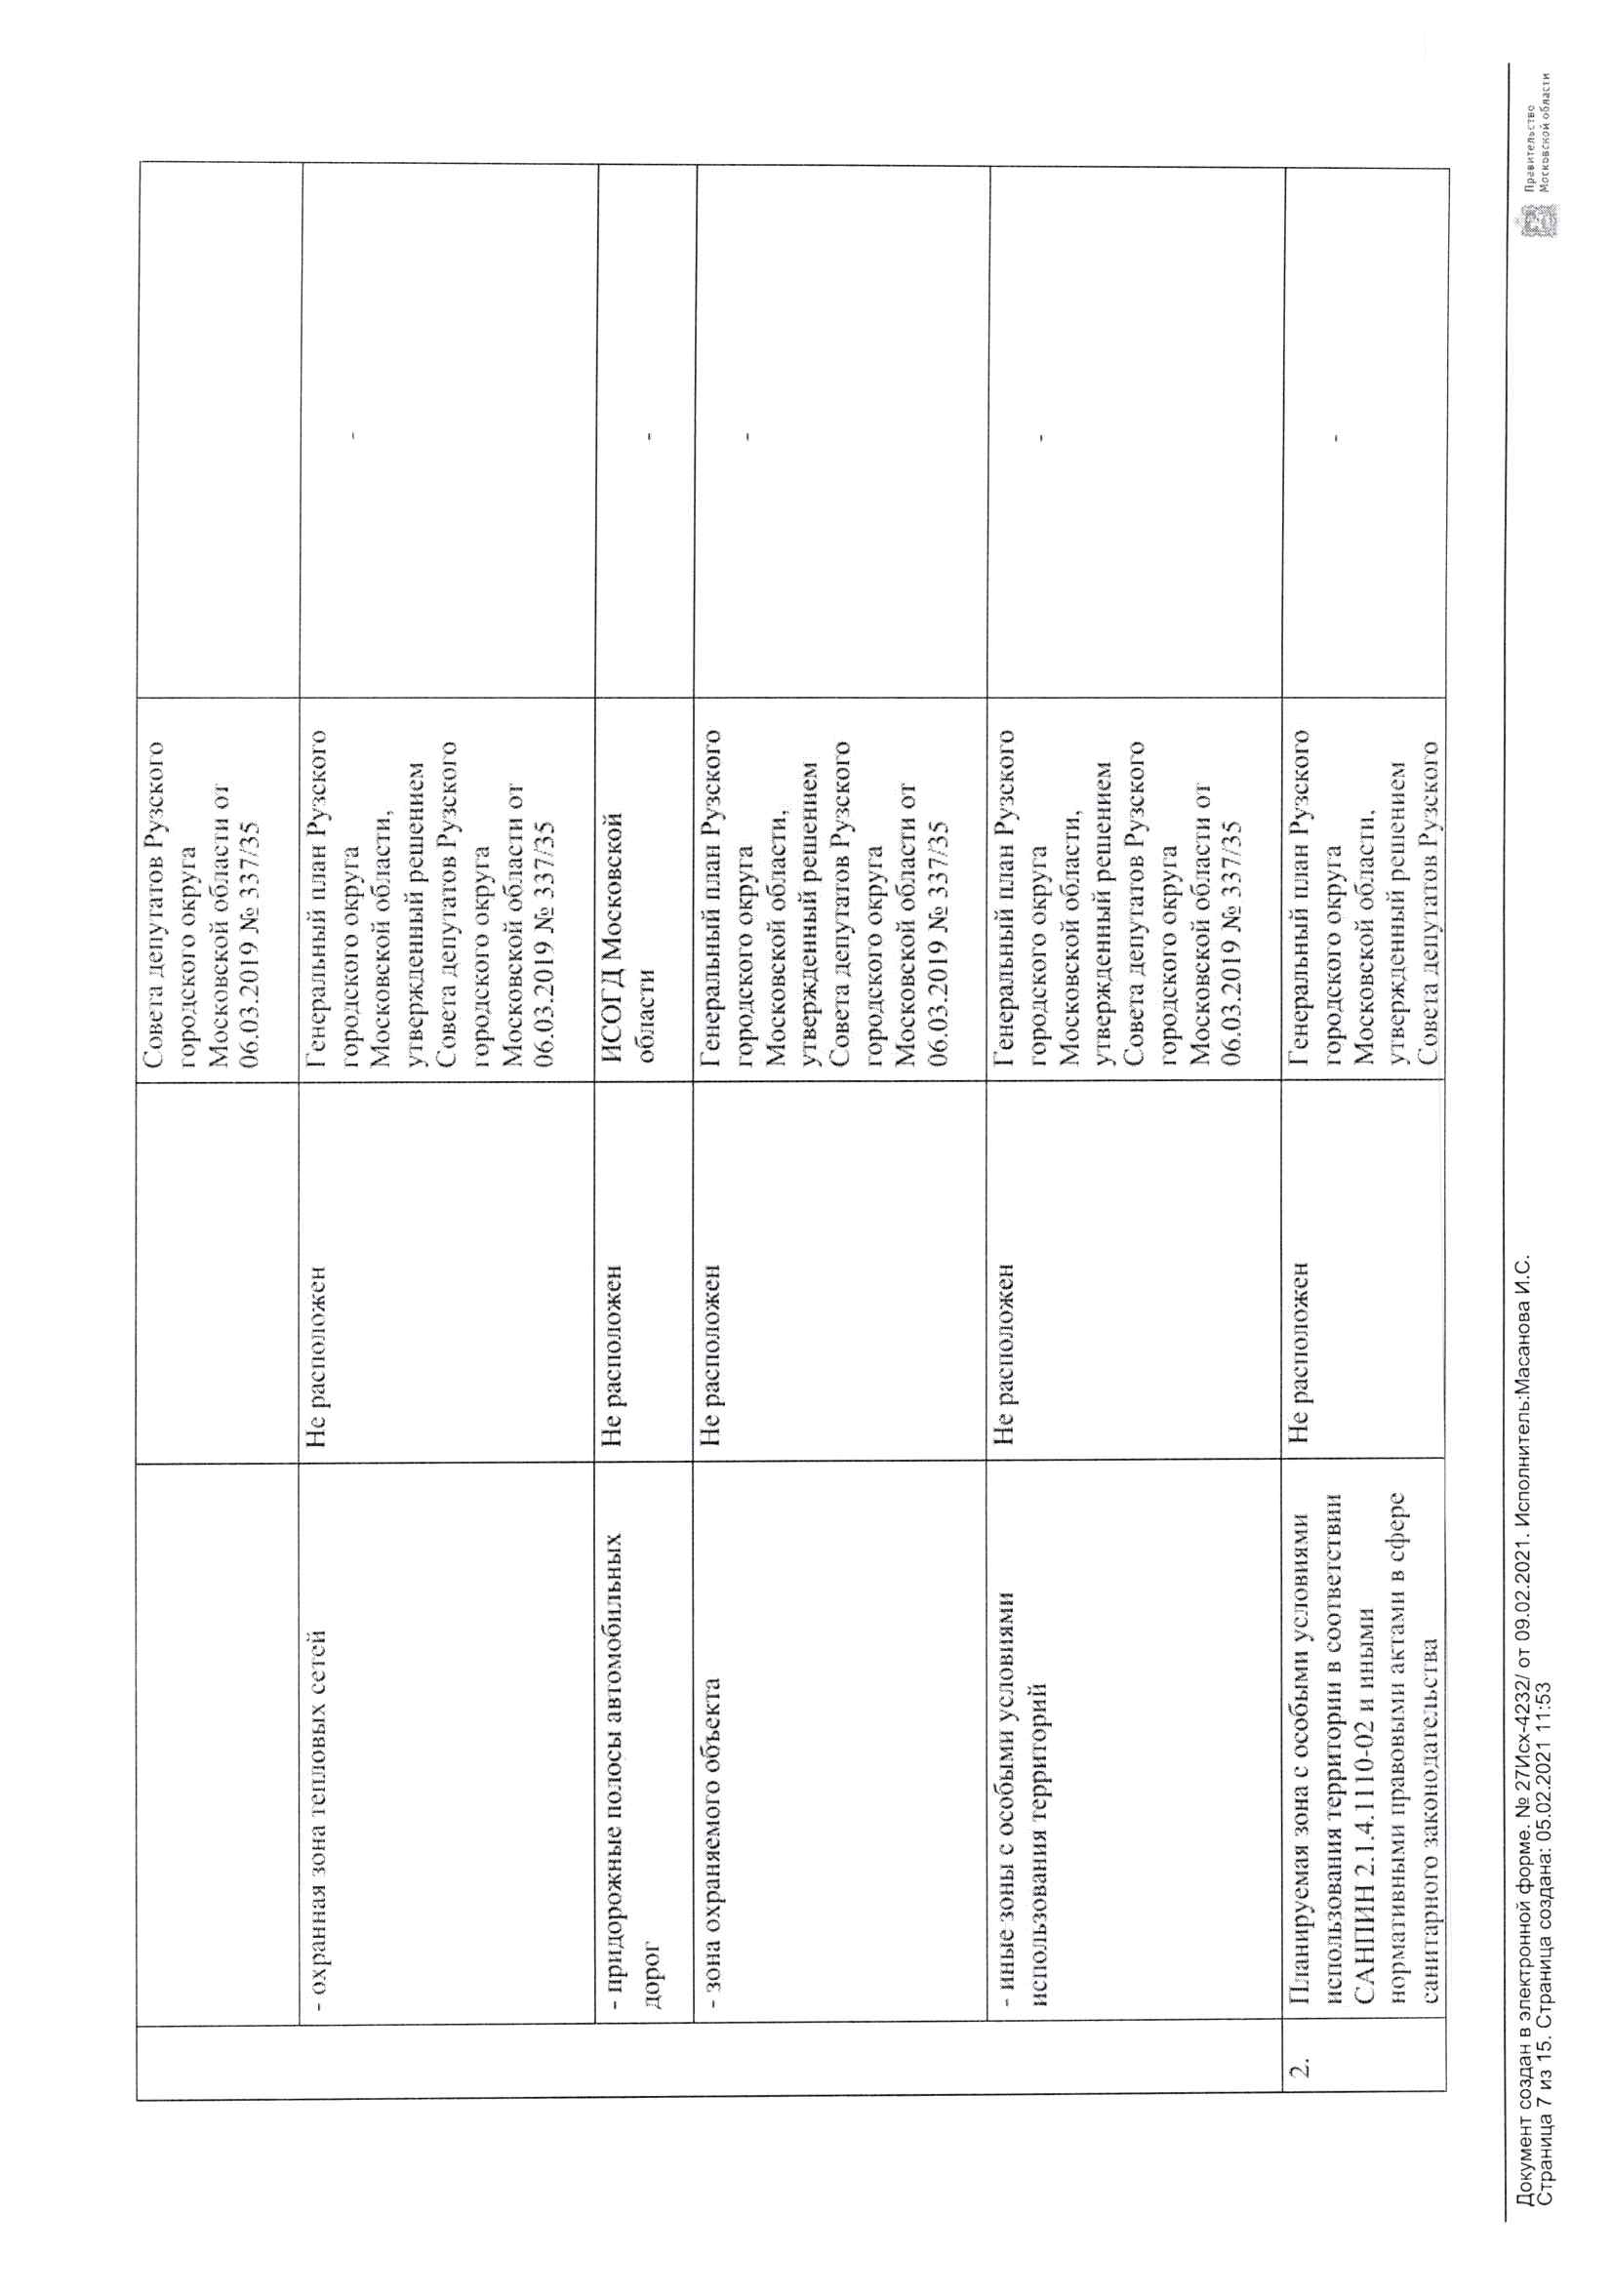 Совета депутатов Рузского
городского округа
Московской области от
06.03.2019 № 337/35
- охранная зона тепловых сетей
Не расположен
Генеральный план Рузского
городского округа
Московской области,
утвержденный решением
Совета депутатов Рузского
городского округа
Московской области от
06.03.2019 № 337/35
-
- придорожные полосы автомобильных
дорог
Не расположен
ИСОГД Московской
области
-
- зона охраняемого объекта
Не расположен
Генеральный план Рузского
городского округа
Московской области,
утвержденный решением
Совета депутатов Рузского
городского округа
Московской области от
06.03.2019 № 337/35
-
- иные зоны с особыми условиями
использования территорий
Не расположен
Генеральный план Рузского
городского округа
Московской области,
утвержденный решением
Совета депутатов Рузского
городского округа
Московской области от
06.03.2019 № 337/35
-
2.
Планируемая зона с особыми условиями
использования территории в соответствии
САНПИН 2.1.4.1110-02 и иными
нормативными правовыми актами в сфере
санитарного законодательства
Не расположен
Генеральный план Рузского
городского округа
Московской области,
утвержденный решением
Совета депутатов Рузского
-
Документ создан в электронной форме. № 27Исх-4232/ от 09.02.2021. Исполнитель:Масанова И.С.
Страница 7 из 15. Страница создана: 05.02.2021 11:53
Правительство
Московской области